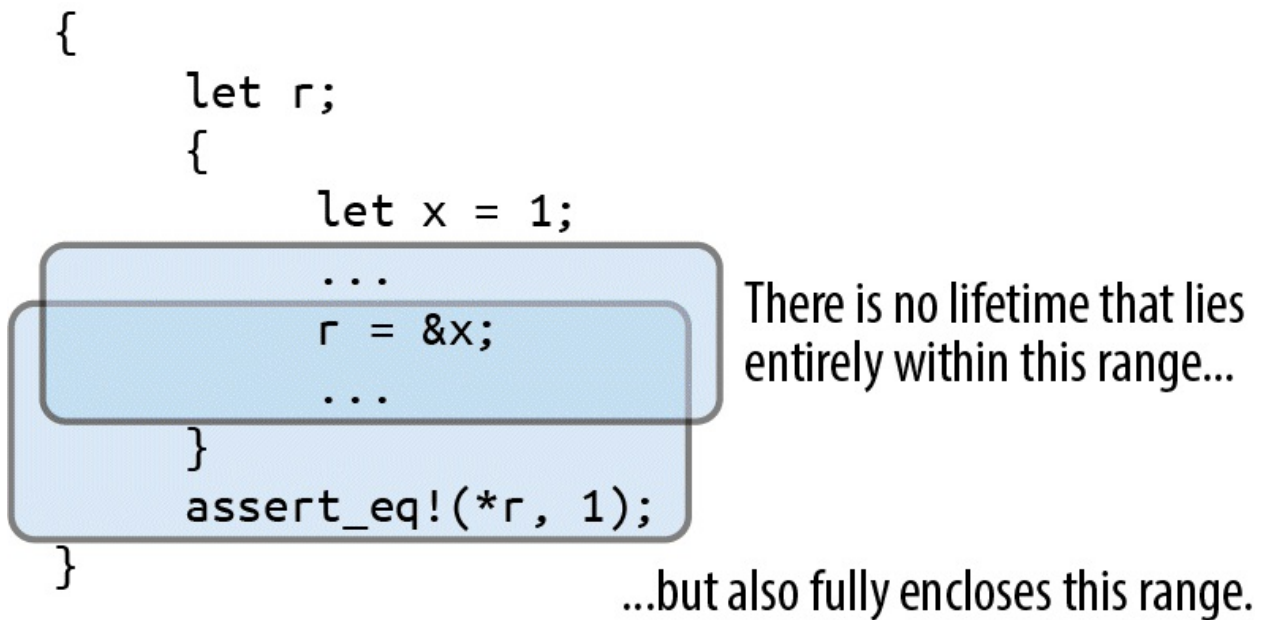 {
let r;
{
let x = 1;
...
r = &x;
...
}
assert_eq!(*r, 1);
}
There is no lifetime that lies
entirely within this range...
...but also fully encloses this range.